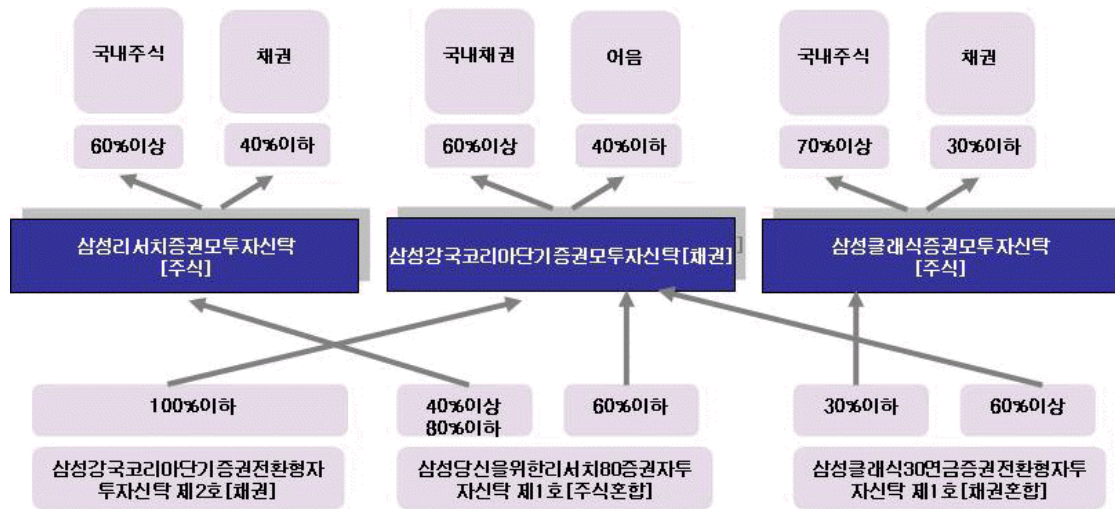 국내주식
채권
국내채권
어음
국내주식
채권
60%이상
40%이하
60%이상
40%이하
70%이상
30%이하
삼성리서치증권모투자신탁
[주식]
삼성강국코리아단기증권모투자신탁[채권]
삼성클래식증권모투자신탁
[주식]
100%이하
40%이상
80%이하
60%이하
30%이하
60%이상
삼성강국코리아단기증권전환형자
투자신탁 제2호[채권]
삼성당신을위한리서치80증권자투
자신탁 제1호[주식혼합]
삼성클래식30연금증권전환형자투
자신탁 제1호[채권혼합]